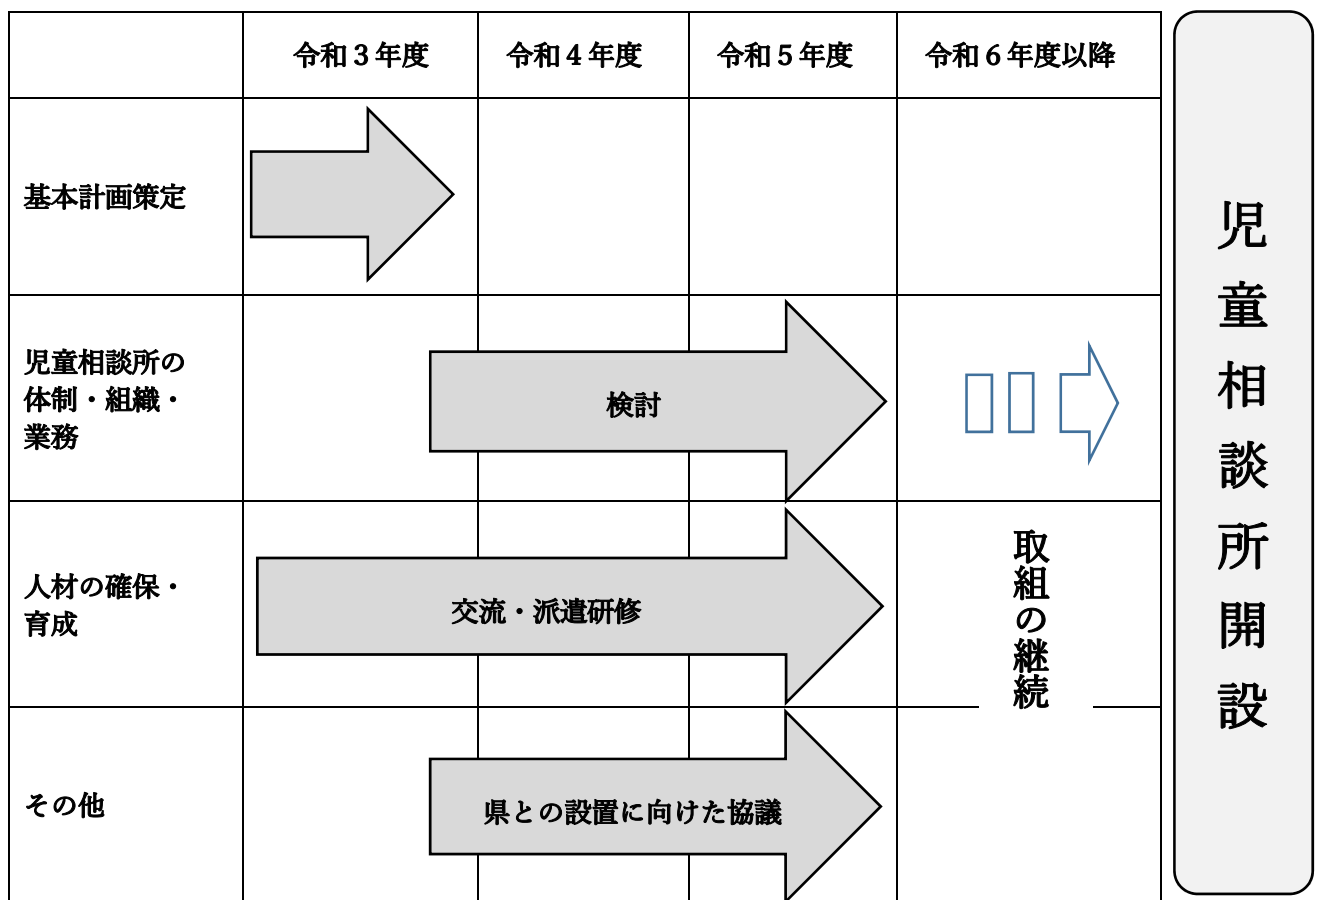 令和３年度
令和４年度
令和５年度
令和６年度以降
基本計画策定
児童相談所の
体制・組織・
業務
検討
人材の確保・
育成
交流・派遣研修
取組の継続
その他
県との設置に向けた協議
児童相談所開設